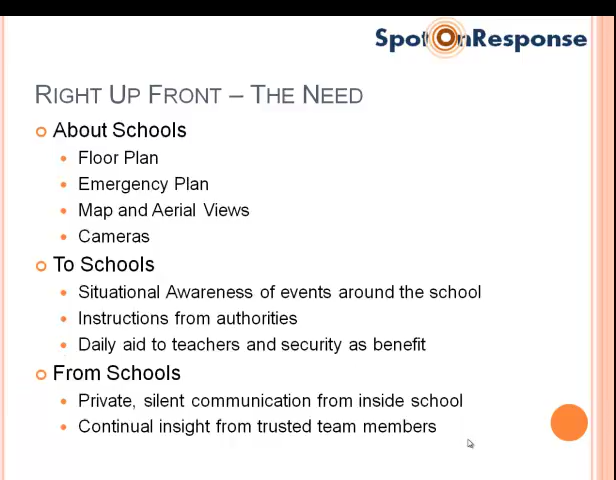 SpotOnResponse
RIGHT UP FRONT – THE NEED
About Schools
Floor Plan
Emergency Plan
Map and Aerial Views
Cameras
To Schools
Situational Awareness of events around the school
Instructions from authorities
Daily aid to teachers and security as benefit
From Schools
Private, silent communication from inside school
Continual insight from trusted team members